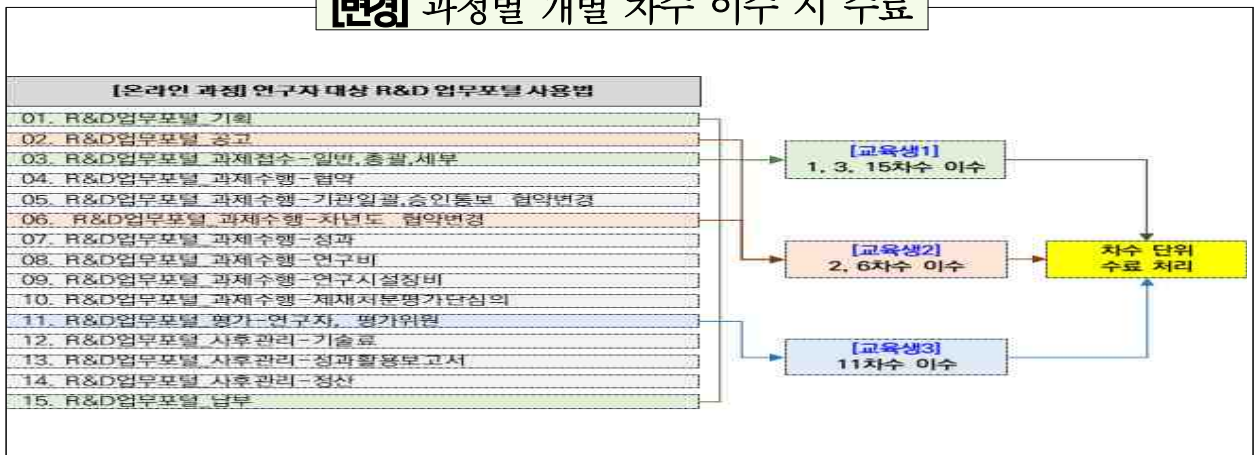 [변경] 과정별 개별 차수 이수 시 수료
[온라인 과정] 연구자 대상 R&D 업무포털 사용법
01. R&D업무포털_기획
02. R&D업무포털_공고
03. R&D업무포털_과제접수-일반,총괄,세부
04. R&D업무포털_과제수행-협약
05. R&D업무포털_과제수행-기관일괄,승인통보 협약변경
06. R&D업무포털_과제수행-차년도 협약변경
07. R&D업무포털_과제수행-성과
08. R&D업무포털_과제수행-연구비
09. R&D업무포털_과제수행-연구시설장비
10. R&D업무포털_과제수행-제재처분평가단심의
11. R&D업무포털_평가-연구자, 평가위원
12. R&D업무포털_사후관리-기술료
13. R&D업무포털_사후관리-성과활용보고서
14. R&D업무포털_사후관리-정산
15. R&D업무포털_납부
[교육생1]
1, 3, 15차수 이수
[교육생2]
2, 6차수 이수
[교육생3]
11차수 이수
차수 단위
수료 처리